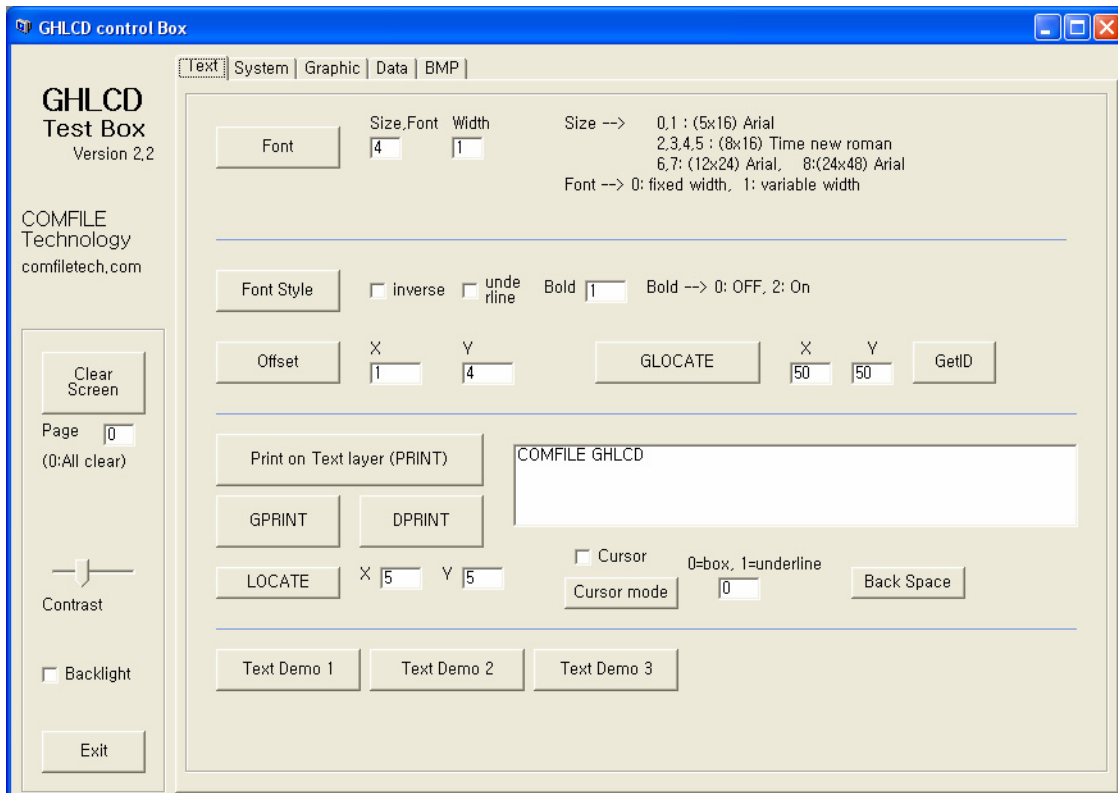 GHLCD control Box
Text System Graphic Data BMP
GHLCD
Test Box
Version 2.2
COMFILE
Technology
comfiletech.com
Clear
Screen
Page 0
(0:All clear)
Contrast
Backlight
Exit
Font
Size,Font Width
4 1
Size --> 0,1 : (5x16) Arial
2,3,4,5 : (8x16) Time new roman
6,7: (12x24) Arial, 8:(24x48) Arial
Font --> 0: fixed width, 1: variable width
Font Style inverse unde
rline Bold 1 Bold --> 0: OFF, 2: On
X Y
Offset 1 4
X Y
GLOCATE 50 50 GetID
Print on Text layer (PRINT)
COMFILE GHLCD
GPRINT DPRINT
LOCATE X 5 Y 5
Cursor 0=box, 1=underline
Cursor mode 0 Back Space
Text Demo 1 Text Demo 2 Text Demo 3